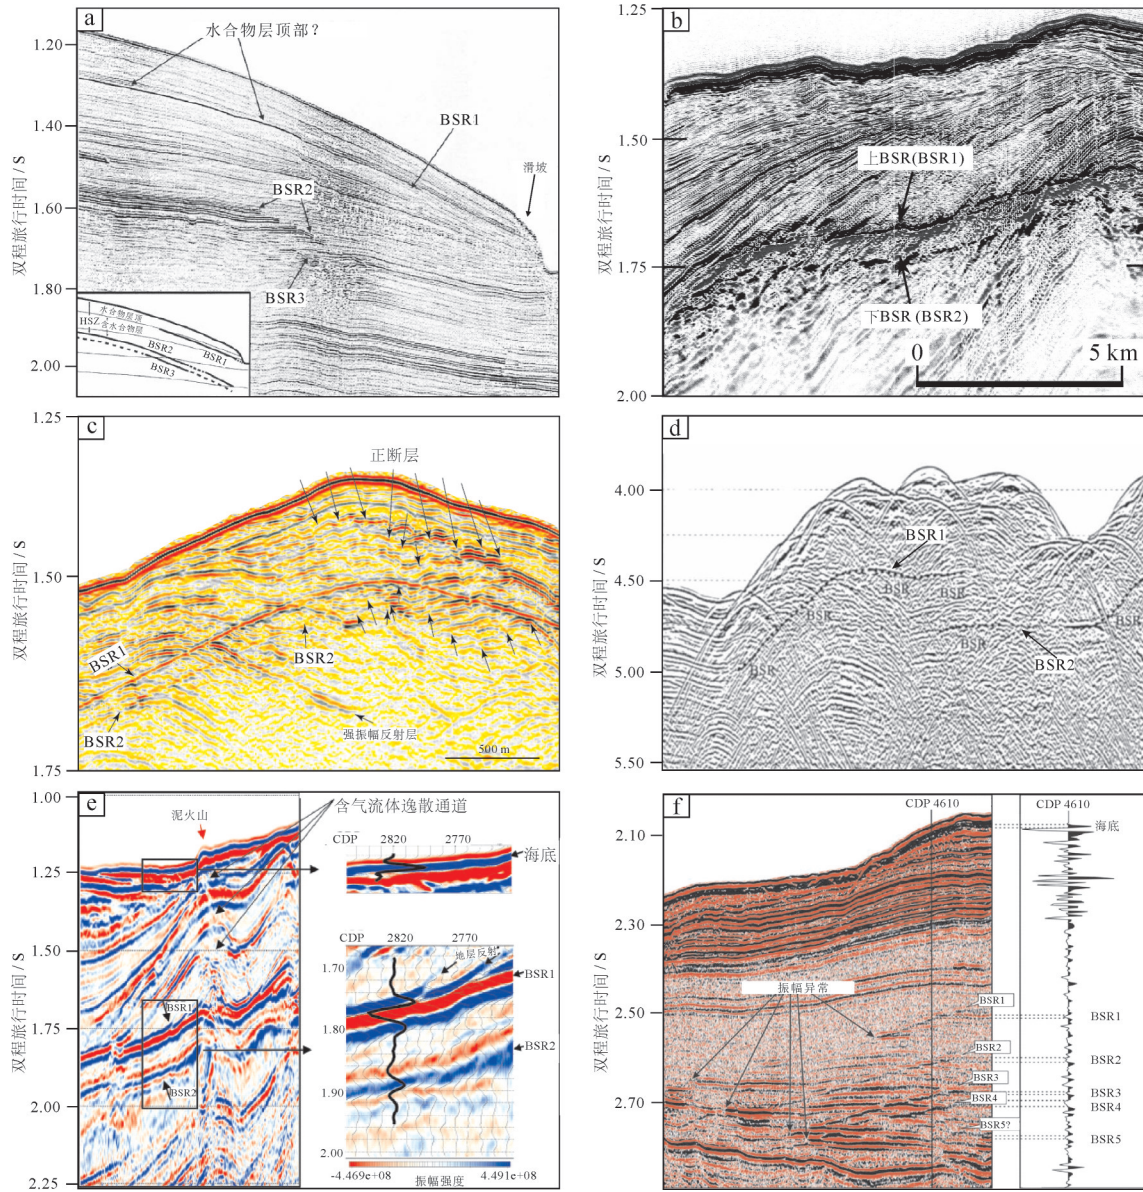 a
水合物层顶部？
1.20
1.40
1.60
1.80
2.00
双程旅行时间 / S
BSR1
滑坡
BSR2
BSR3
水合物层顶
HSZ 含水合物层
BSR2
BSR1
BSR3
b
1.25
1.50
1.75
2.00
双程旅行时间 / S
上BSR(BSR1)
下BSR (BSR2)
0
5 km
c
1.25
1.50
1.75
双程旅行时间 / S
正断层
BSR1
BSR2
BSR2
强振幅反射层
500 m
d
4.00
4.50
5.00
5.50
双程旅行时间 / S
BSR1
BSR
BSR
BSR
BSR
BSR
BSR
BSR2
e
1.00
1.25
1.50
1.75
2.00
2.25
双程旅行时间 / S
泥火山
含气流体逸散通道
CDP 2820 2770
海底
CDP 2820 2770
地层反射
1.70
1.80
1.90
2.00
BSR1
BSR2
BSR1
BSR2
-4.469e+08 振幅强度 4.491e+08
f
2.10
2.30
2.50
2.70
双程旅行时间 / S
CDP 4610
CDP 4610
海底
振幅异常
BSR1
BSR2
BSR3
BSR4
BSR5?
BSR1
BSR2
BSR3
BSR4
BSR5